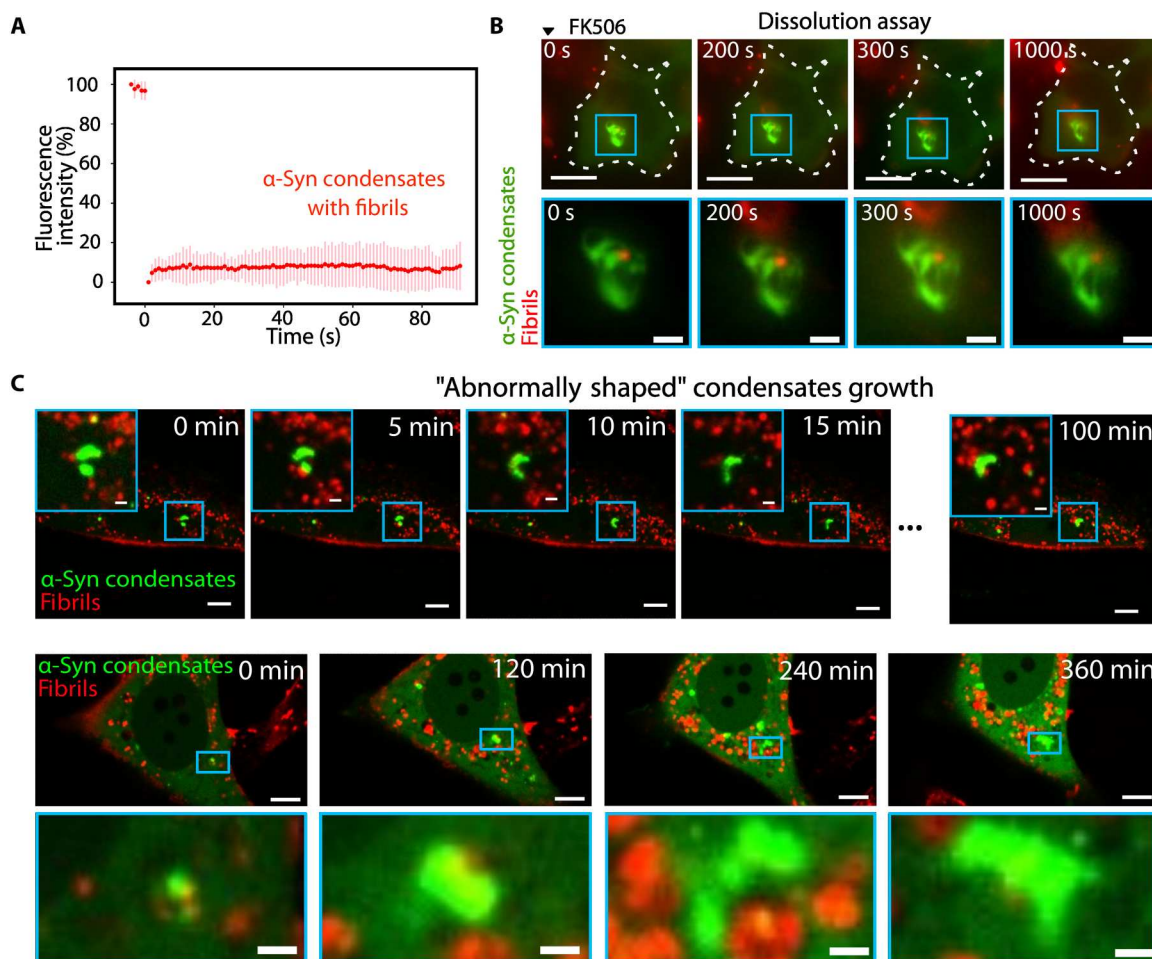 A
Fluorescence
intensity (%)
100
80
60
40
20
0
0
20
40
60
80
Time (s)
α-Syn condensates
with fibrils
B
FK506
Dissolution assay
0 s
200 s
300 s
1000 s
0 s
200 s
300 s
1000 s
α-Syn condensates
Fibrils
C
"Abnormally shaped" condensates growth
0 min
5 min
10 min
15 min
...
100 min
α-Syn condensates
Fibrils
α-Syn condensates
Fibrils
0 min
120 min
240 min
360 min